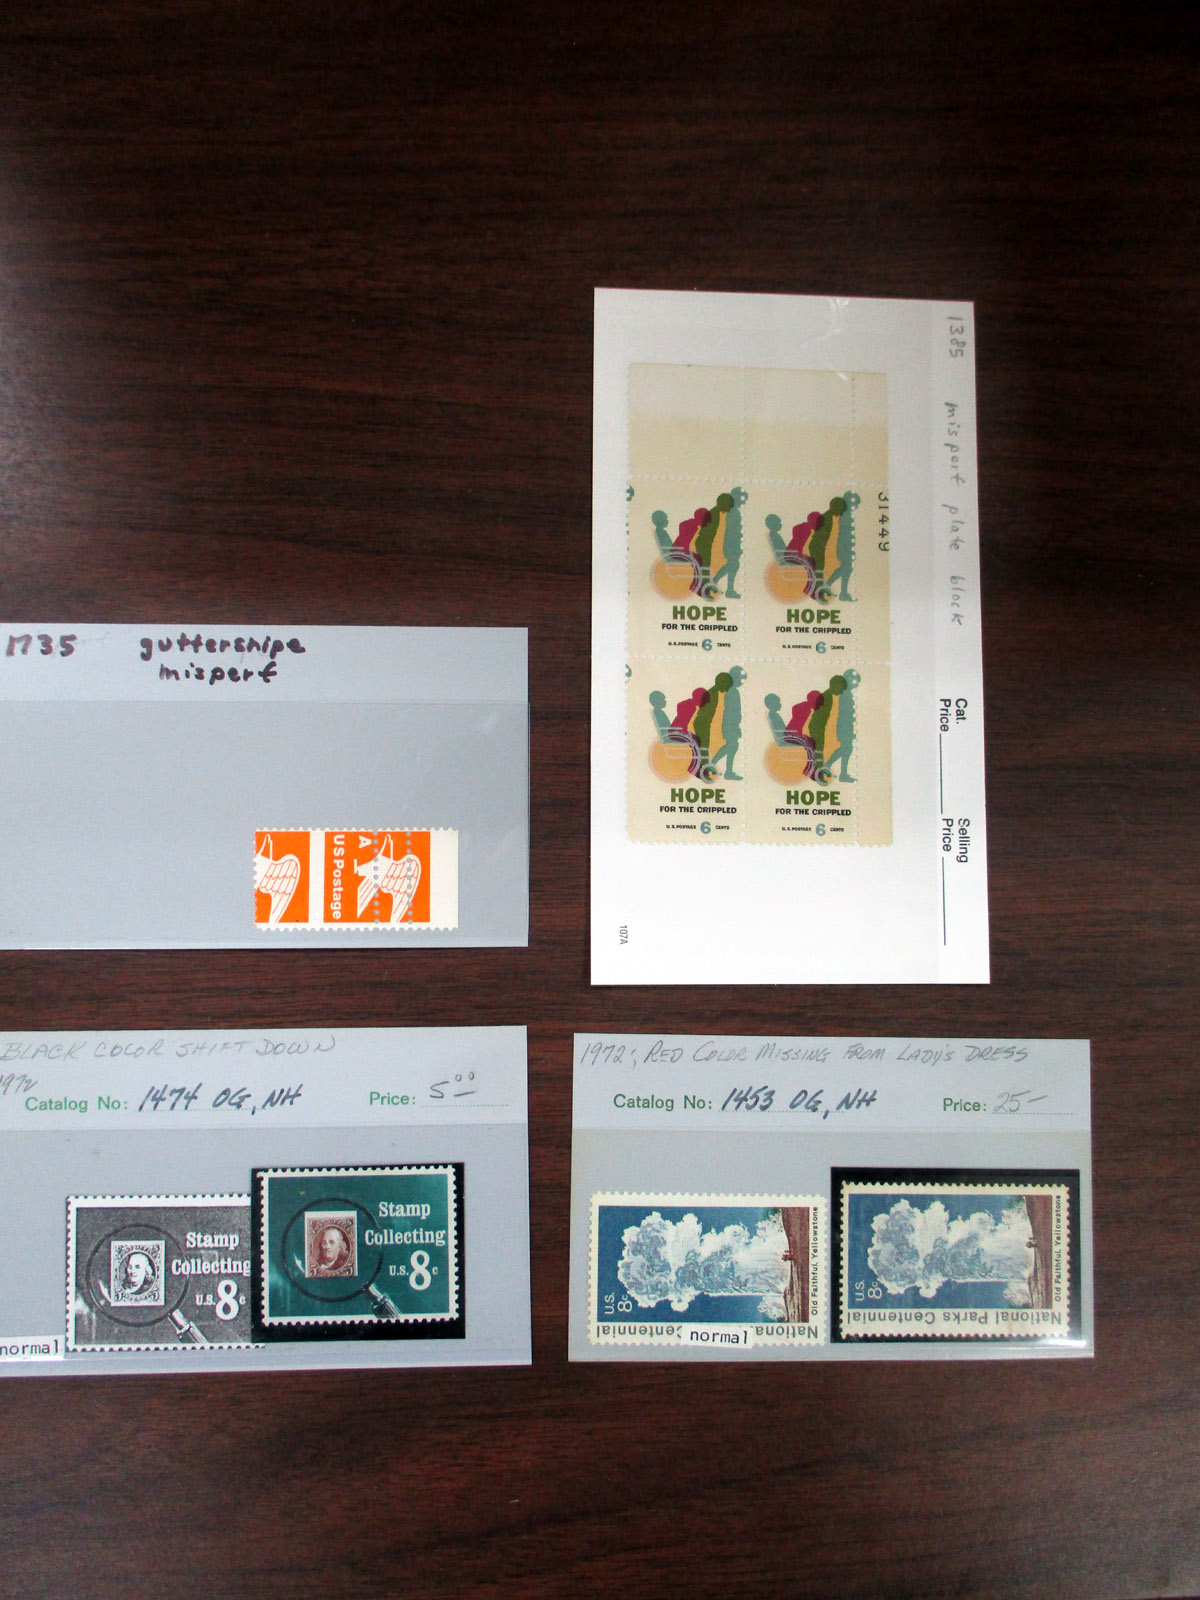 1385 misperf plate block
Cat. Price
Selling Price
107A
31449
HOPE
FOR THE CRIPPLED
U.S. POSTAGE 6 CENTS
HOPE
FOR THE CRIPPLED
U.S. POSTAGE 6 CENTS
HOPE
FOR THE CRIPPLED
U.S. POSTAGE 6 CENTS
HOPE
FOR THE CRIPPLED
U.S. POSTAGE 6 CENTS
1735 guttersnipe
misperf
A
US Postage
BLACK COLOR SHIFT DOWN
1972
Catalog No: 1474 OG, NH Price: 5.00
Stamp
Collecting
U.S. 8c
normal
Stamp
Collecting
U.S. 8c
1972; RED COLOR MISSING FROM LADY'S DRESS
Catalog No: 1453 OG, NH Price: 25-
U.S. 8c
Old Faithful, Yellowstone
National
Centennial
normal
U.S. 8c
Old Faithful, Yellowstone
National Parks Centennial